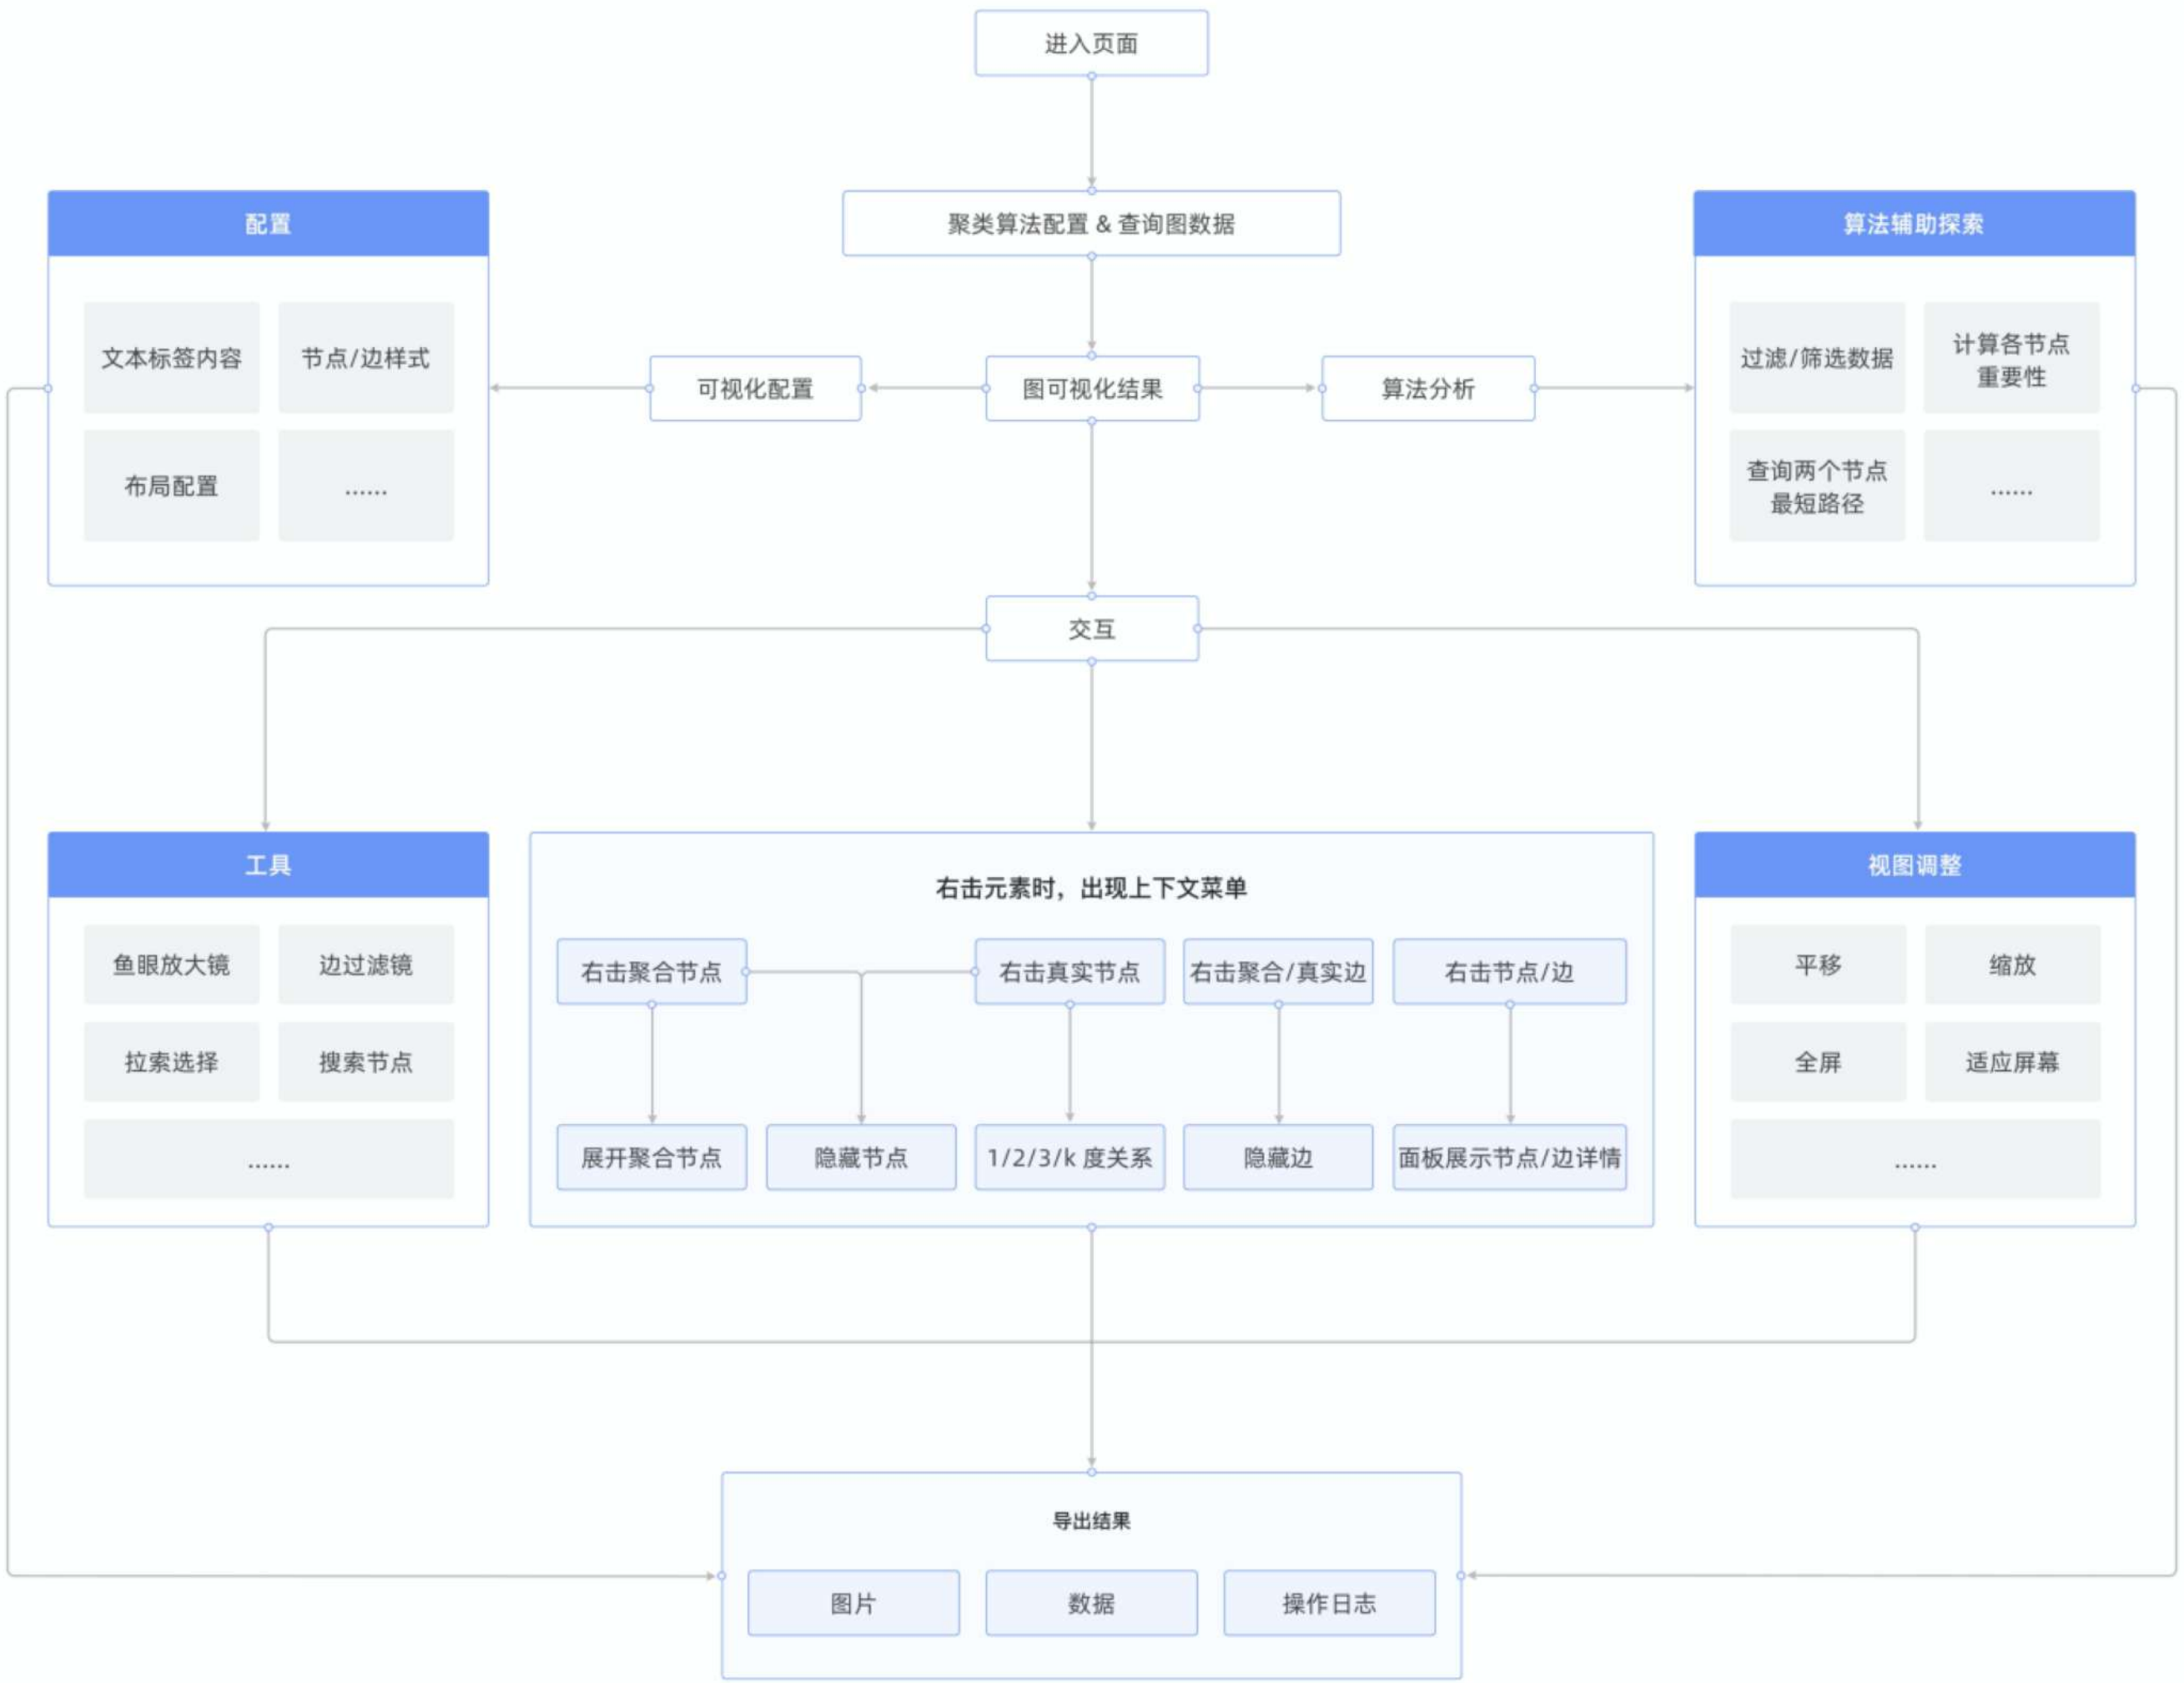 进入页面
配置
聚类算法配置 & 查询图数据
算法辅助探索
文本标签内容
节点/边样式
布局配置
......
可视化配置
图可视化结果
算法分析
过滤/筛选数据
计算各节点
重要性
查询两个节点
最短路径
......
交互
工具
鱼眼放大镜
边过滤镜
拉索选择
搜索节点
......
右击元素时，出现上下文菜单
右击聚合节点
右击真实节点
右击聚合/真实边
右击节点/边
展开聚合节点
隐藏节点
1/2/3/k 度关系
隐藏边
面板展示节点/边详情
视图调整
平移
缩放
全屏
适应屏幕
......
导出结果
图片
数据
操作日志